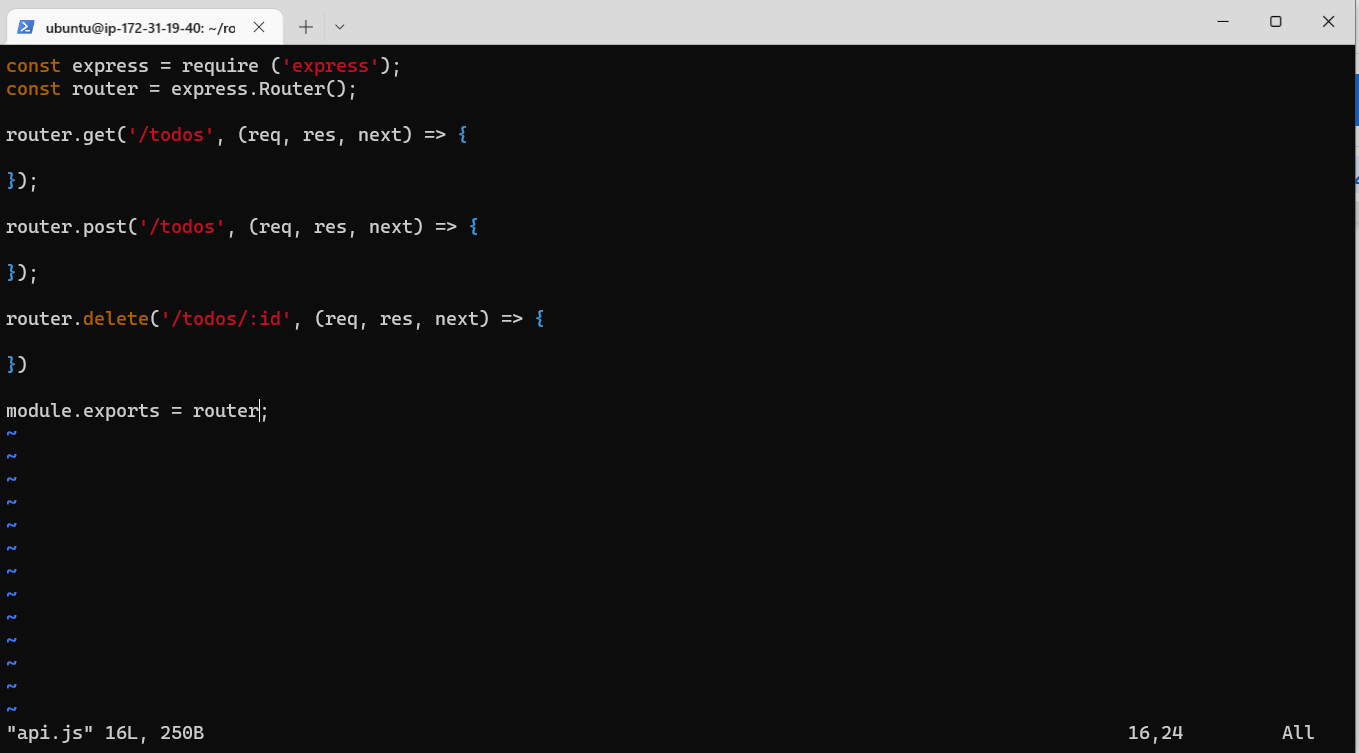 ubuntu@ip-172-31-19-40: ~/ro
const express = require ('express');
const router = express.Router();
router.get('/todos', (req, res, next) => {
});
router.post('/todos', (req, res, next) => {
});
router.delete('/todos/:id', (req, res, next) => {
})
module.exports = router;
~
~
~
~
~
~
~
~
~
~
~
~
~
"api.js" 16L, 250B 16,24 All